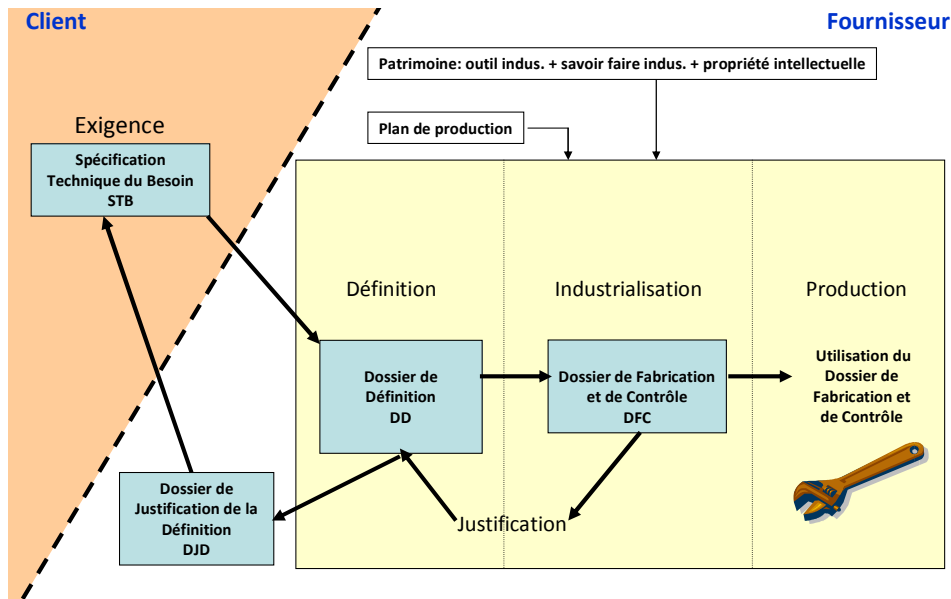 Client
Fournisseur
Patrimoine: outil indus. + savoir faire indus. + propriété intellectuelle
Plan de production
Exigence
Spécification
Technique du Besoin
STB
Définition
Industrialisation
Production
Dossier de
Définition
DD
Dossier de Fabrication
et de Contrôle
DFC
Utilisation du
Dossier de
Fabrication et
de Contrôle
Dossier de
Justification de la
Définition
DJD
Justification